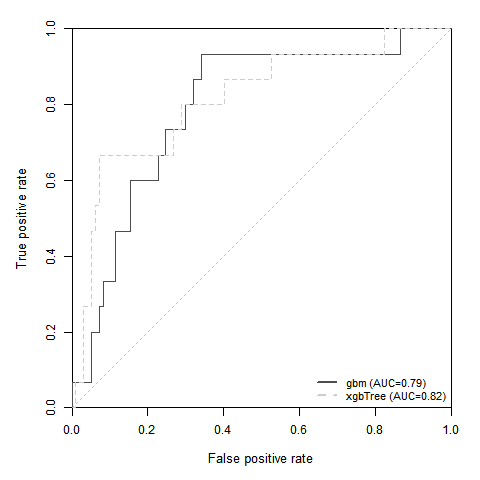 1.0
0.8
0.6
0.4
0.2
0.0
True positive rate
gbm (AUC=0.79)
xgbTree (AUC=0.82)
0.0 0.2 0.4 0.6 0.8 1.0
False positive rate